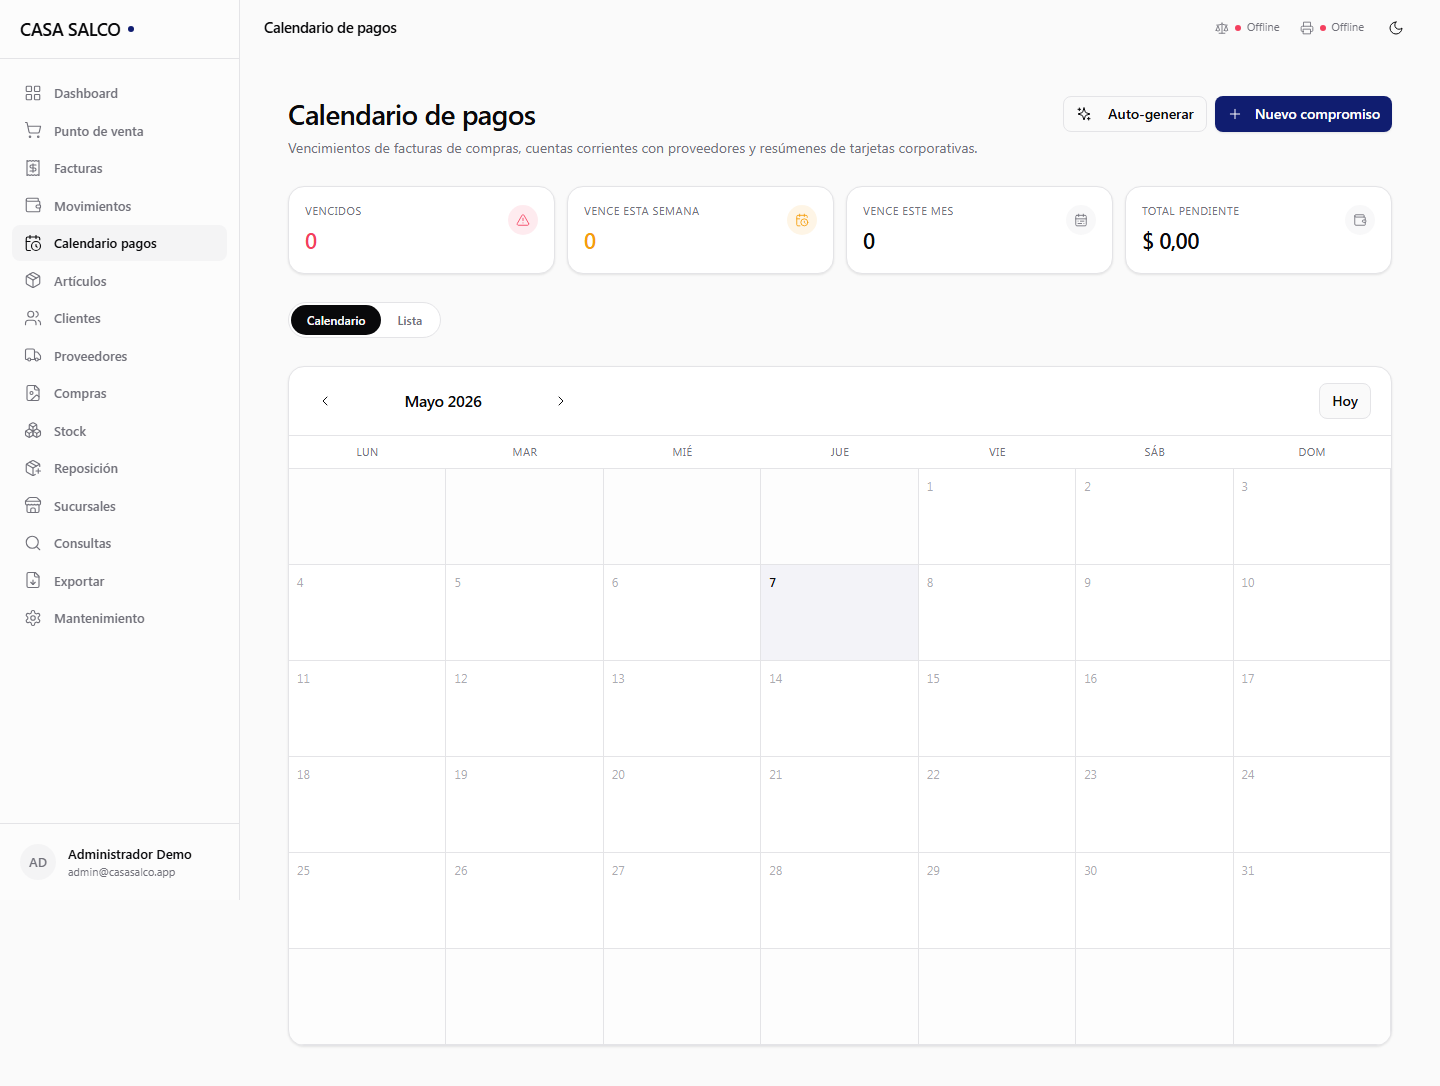 CASA SALCO
Calendario de pagos
Offline
Offline
Dashboard
Punto de venta
Facturas
Movimientos
Calendario pagos
Artículos
Clientes
Proveedores
Compras
Stock
Reposición
Sucursales
Consultas
Exportar
Mantenimiento
AD
Administrador Demo
admin@casasalco.app
Calendario de pagos
Vencimientos de facturas de compras, cuentas corrientes con proveedores y resúmenes de tarjetas corporativas.
Auto-generar
Nuevo compromiso
VENCIDOS
0
VENCE ESTA SEMANA
0
VENCE ESTE MES
0
TOTAL PENDIENTE
$ 0,00
Calendario Lista
Mayo 2026
Hoy
LUN MAR MIÉ JUE VIE SÁB DOM
1 2 3
4 5 6 7 8 9 10
11 12 13 14 15 16 17
18 19 20 21 22 23 24
25 26 27 28 29 30 31